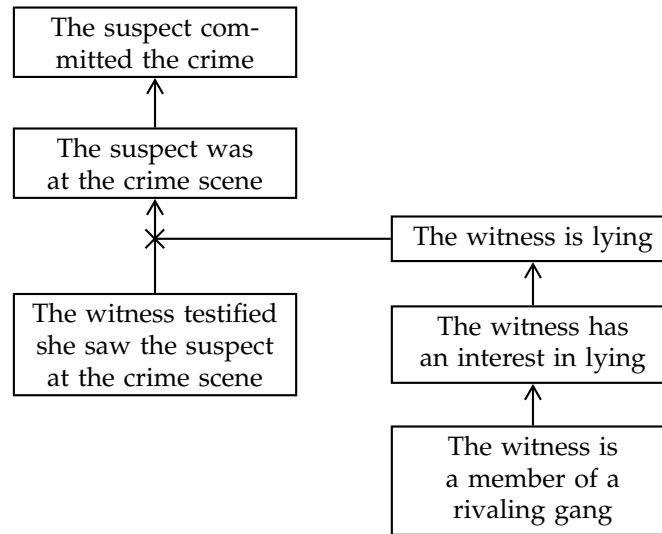 The suspect com-
mitted the crime
The suspect was
at the crime scene
The witness is lying
The witness testified
she saw the suspect
at the crime scene
The witness has
an interest in lying
The witness is
a member of a
rivaling gang